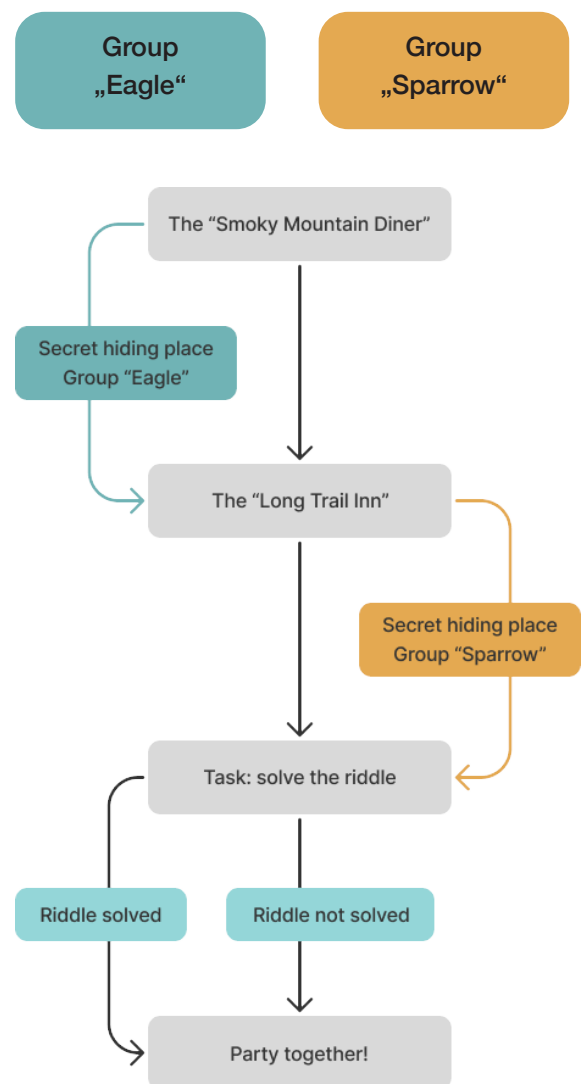 Group
„Eagle“
Group
„Sparrow“
The “Smoky Mountain Diner”
Secret hiding place
Group “Eagle”
The “Long Trail Inn”
Secret hiding place
Group “Sparrow”
Task: solve the riddle
Riddle solved
Riddle not solved
Party together!